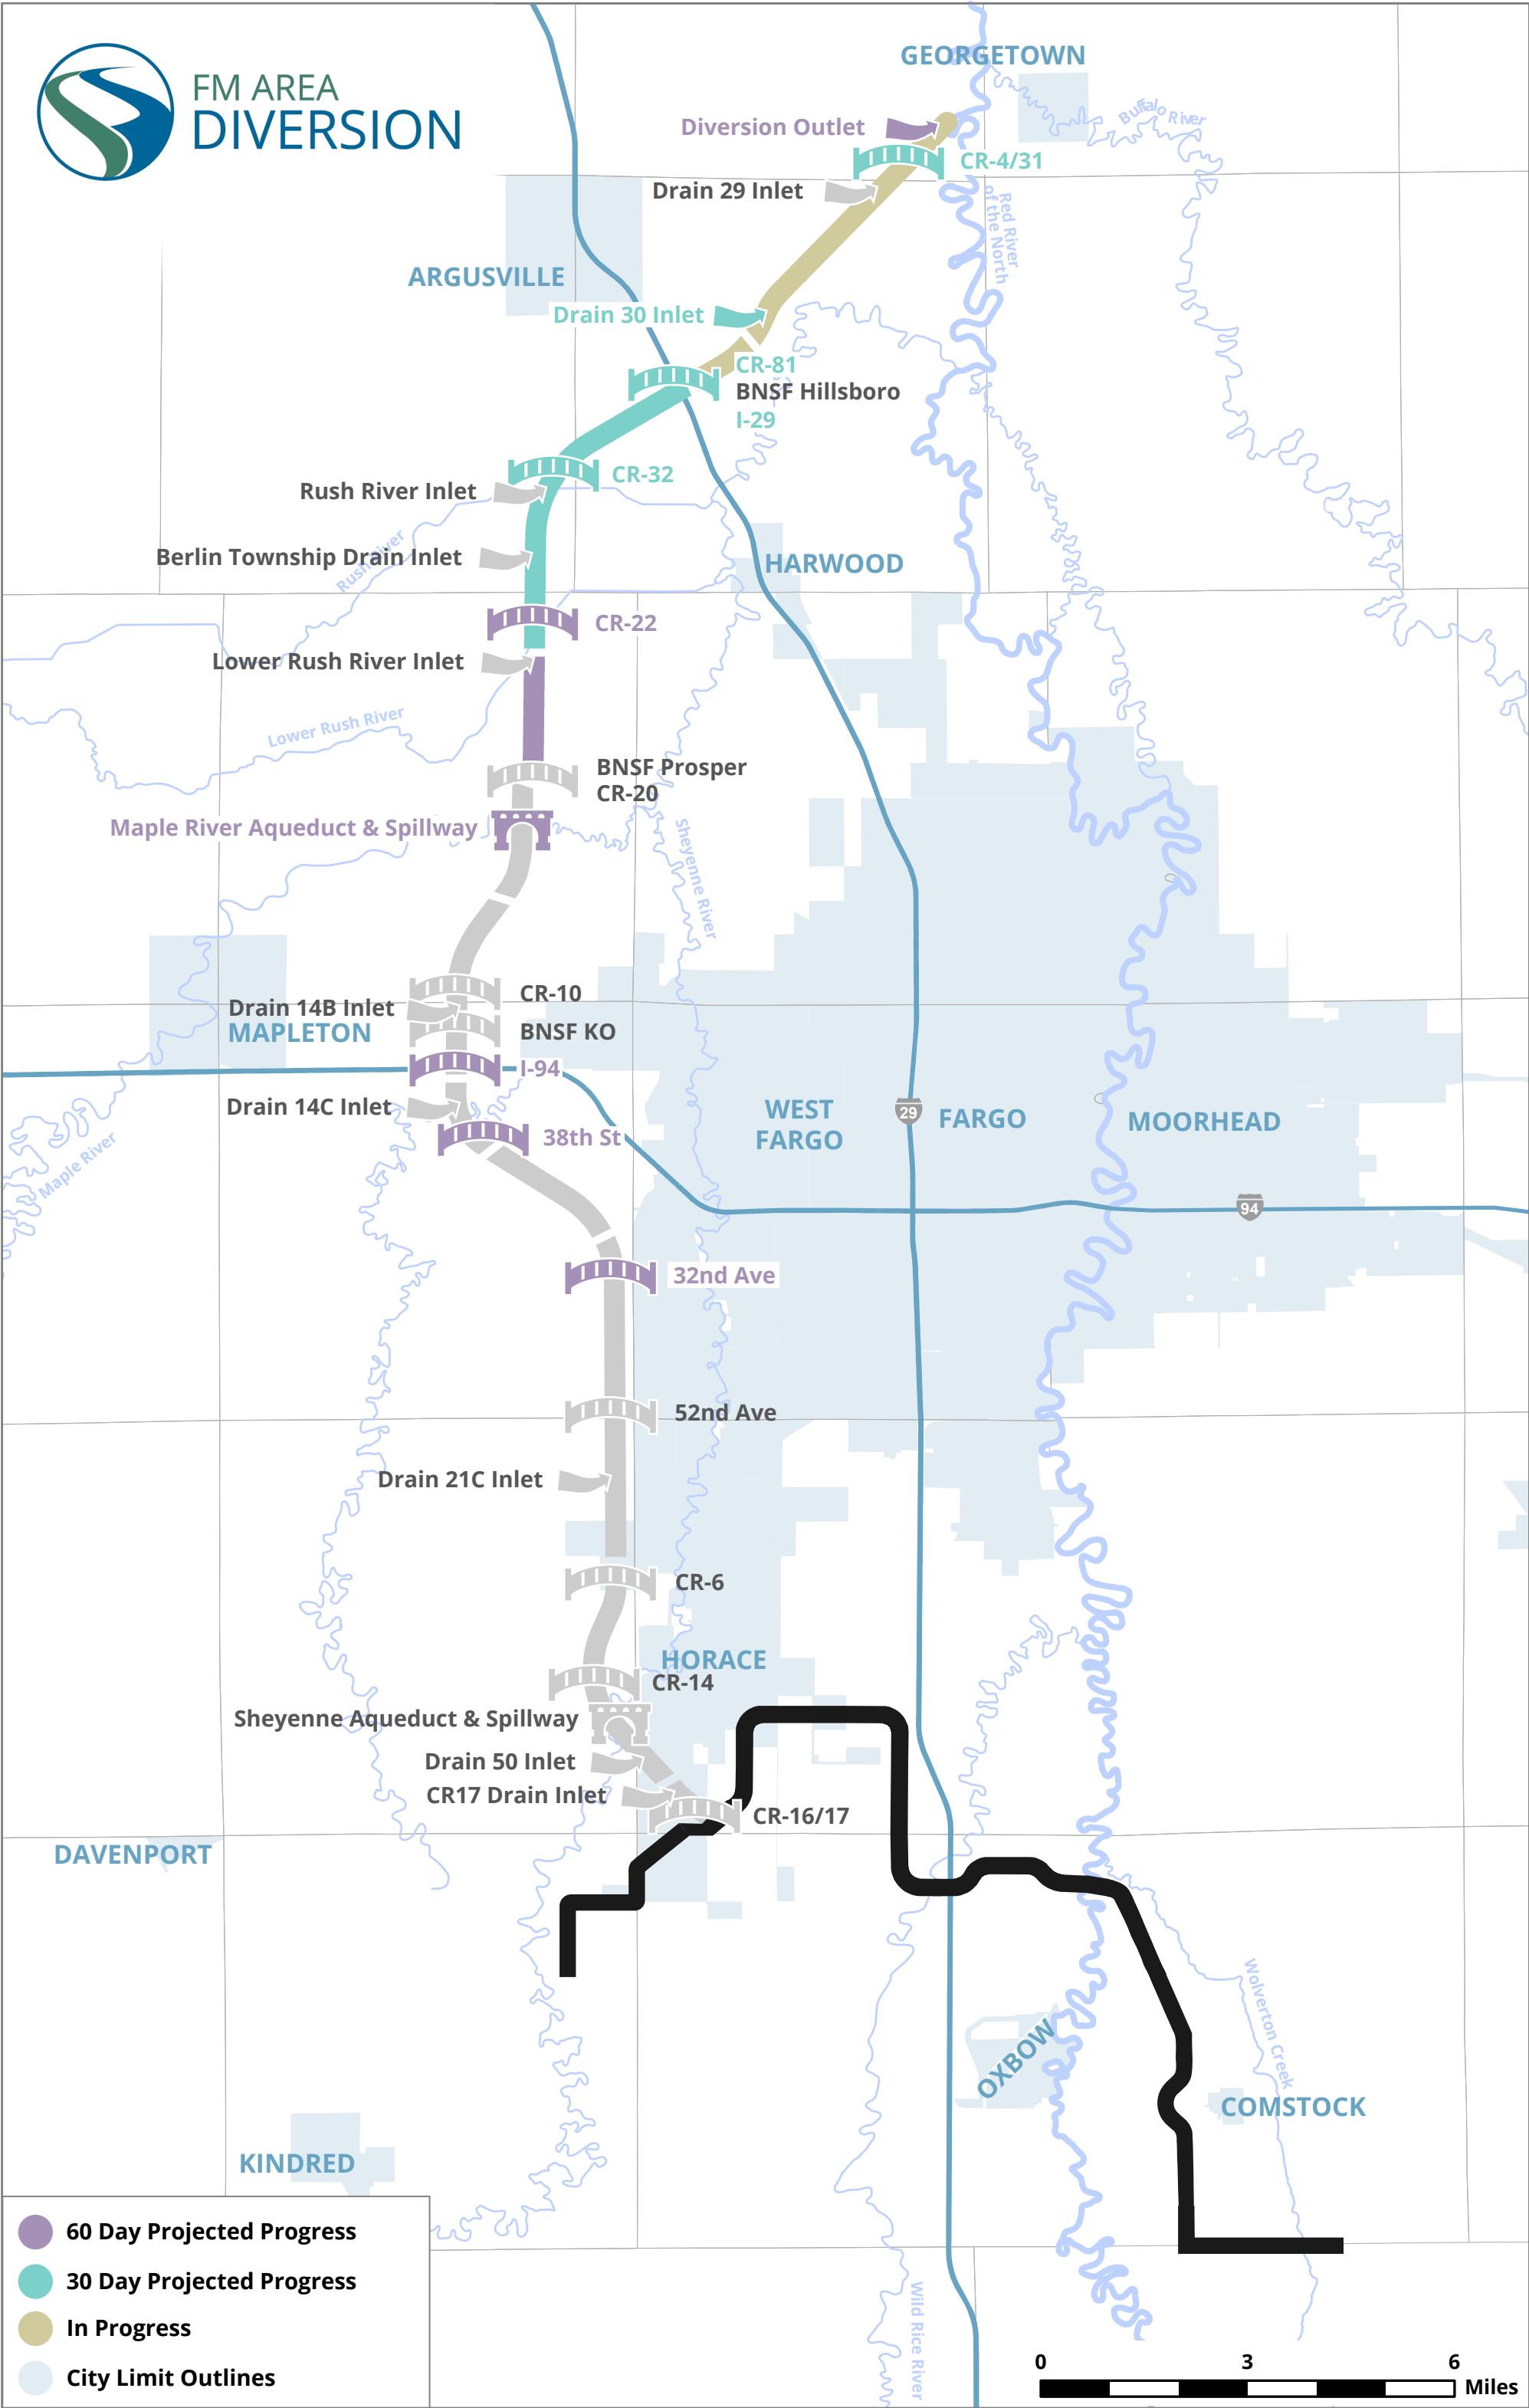 FM AREA
DIVERSION
GEORGETOWN
Buffalo River
Diversion Outlet
CR-4/31
Drain 29 Inlet
Red River
of the North
ARGUSVILLE
Drain 30 Inlet
CR-81
BNSF Hillsboro
I-29
CR-32
Rush River Inlet
Rush River
Berlin Township Drain Inlet
HARWOOD
CR-22
Lower Rush River Inlet
Lower Rush River
BNSF Prosper
CR-20
Maple River Aqueduct & Spillway
Sheyenne River
CR-10
Drain 14B Inlet
MAPLETON
BNSF KO
I-94
Drain 14C Inlet
38th St
WEST
FARGO
29
FARGO
MOORHEAD
Maple River
94
32nd Ave
52nd Ave
Drain 21C Inlet
CR-6
HORACE
CR-14
Sheyenne Aqueduct & Spillway
Drain 50 Inlet
CR17 Drain Inlet
CR-16/17
DAVENPORT
Wolverton Creek
OXBOW
COMSTOCK
KINDRED
Wild Rice River
60 Day Projected Progress
30 Day Projected Progress
In Progress
City Limit Outlines
0 3 6
Miles